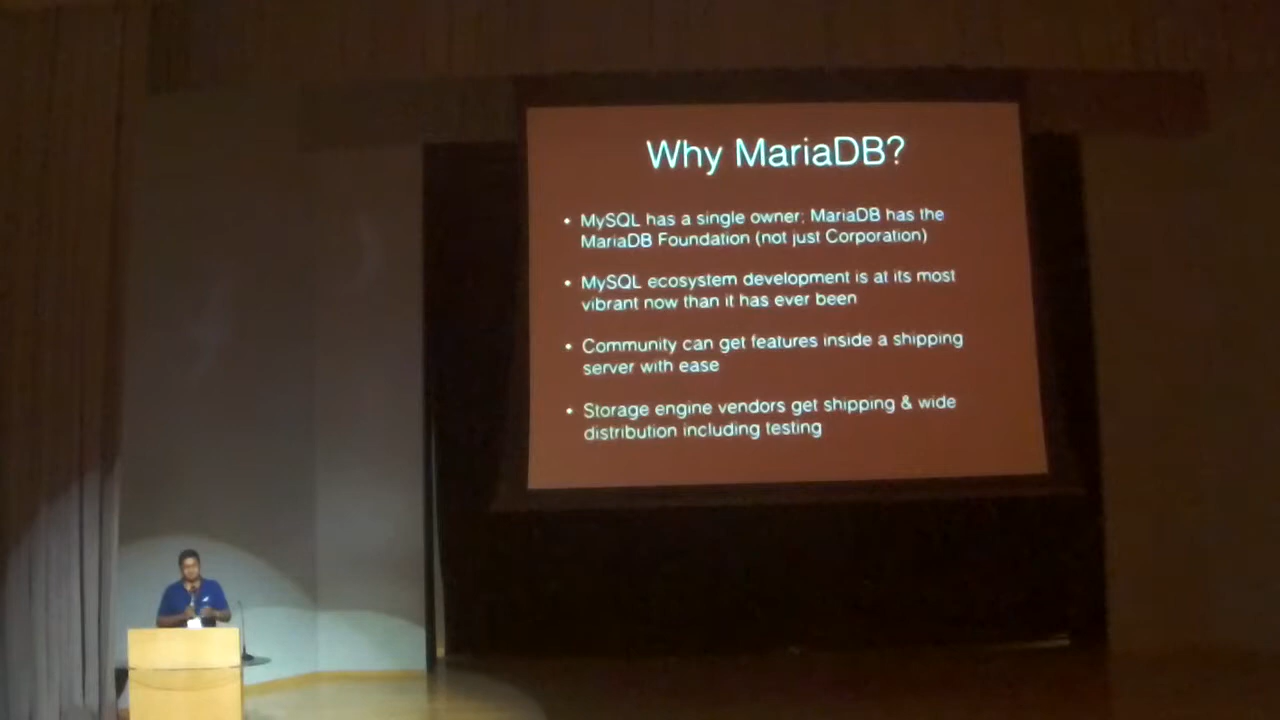 Why MariaDB?
• MySQL has a single owner; MariaDB has the
MariaDB Foundation (not just Corporation)
• MySQL ecosystem development is at its most
vibrant now than it has ever been
• Community can get features inside a shipping
server with ease
• Storage engine vendors get shipping & wide
distribution including testing